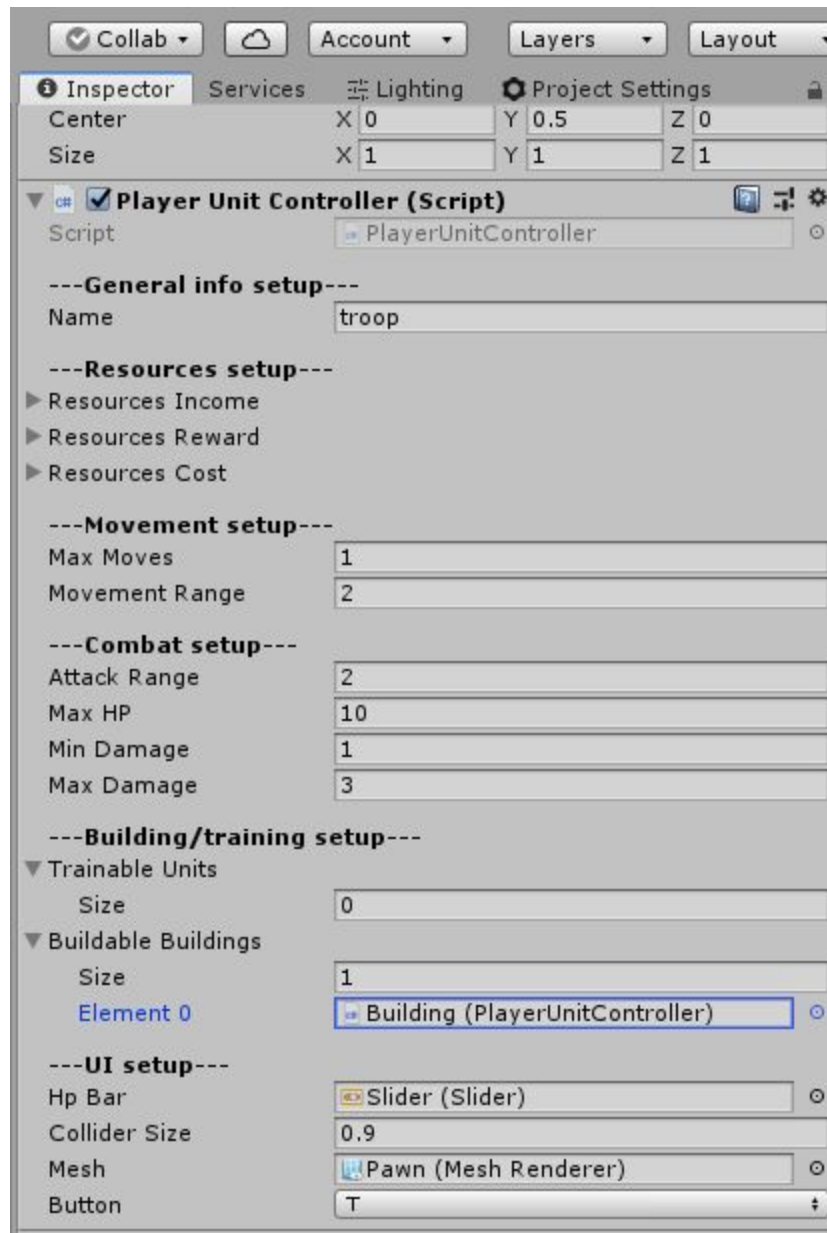 Collab Account Layers Layout
Inspector Services Lighting Project Settings
Center X 0 Y 0.5 Z 0
Size X 1 Y 1 Z 1
Player Unit Controller (Script)
Script PlayerUnitController
---General info setup---
Name troop
---Resources setup---
Resources Income
Resources Reward
Resources Cost
---Movement setup---
Max Moves 1
Movement Range 2
---Combat setup---
Attack Range 2
Max HP 10
Min Damage 1
Max Damage 3
---Building/training setup---
Trainable Units
Size 0
Buildable Buildings
Size 1
Element 0 Building (PlayerUnitController)
---UI setup---
Hp Bar Slider (Slider)
Collider Size 0.9
Mesh Pawn (Mesh Renderer)
Button T